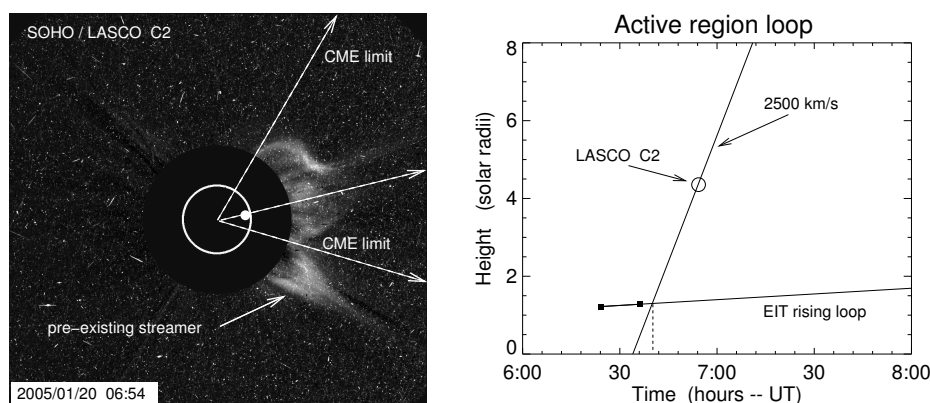 SOHO / LASCO C2
CME limit
CME limit
pre-existing streamer
2005/01/20 06:54
Active region loop
8
6
4
2
0
Height (solar radii)
2500 km/s
LASCO C2
EIT rising loop
6:00 30 7:00 30 8:00
Time (hours -- UT)